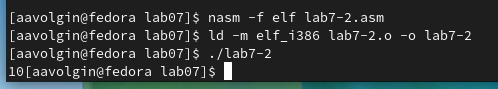 [aavolgin@fedora lab07]$ nasm -f elf lab7-2.asm
[aavolgin@fedora lab07]$ ld -m elf_i386 lab7-2.o -o lab7-2
[aavolgin@fedora lab07]$ ./lab7-2
10[aavolgin@fedora lab07]$